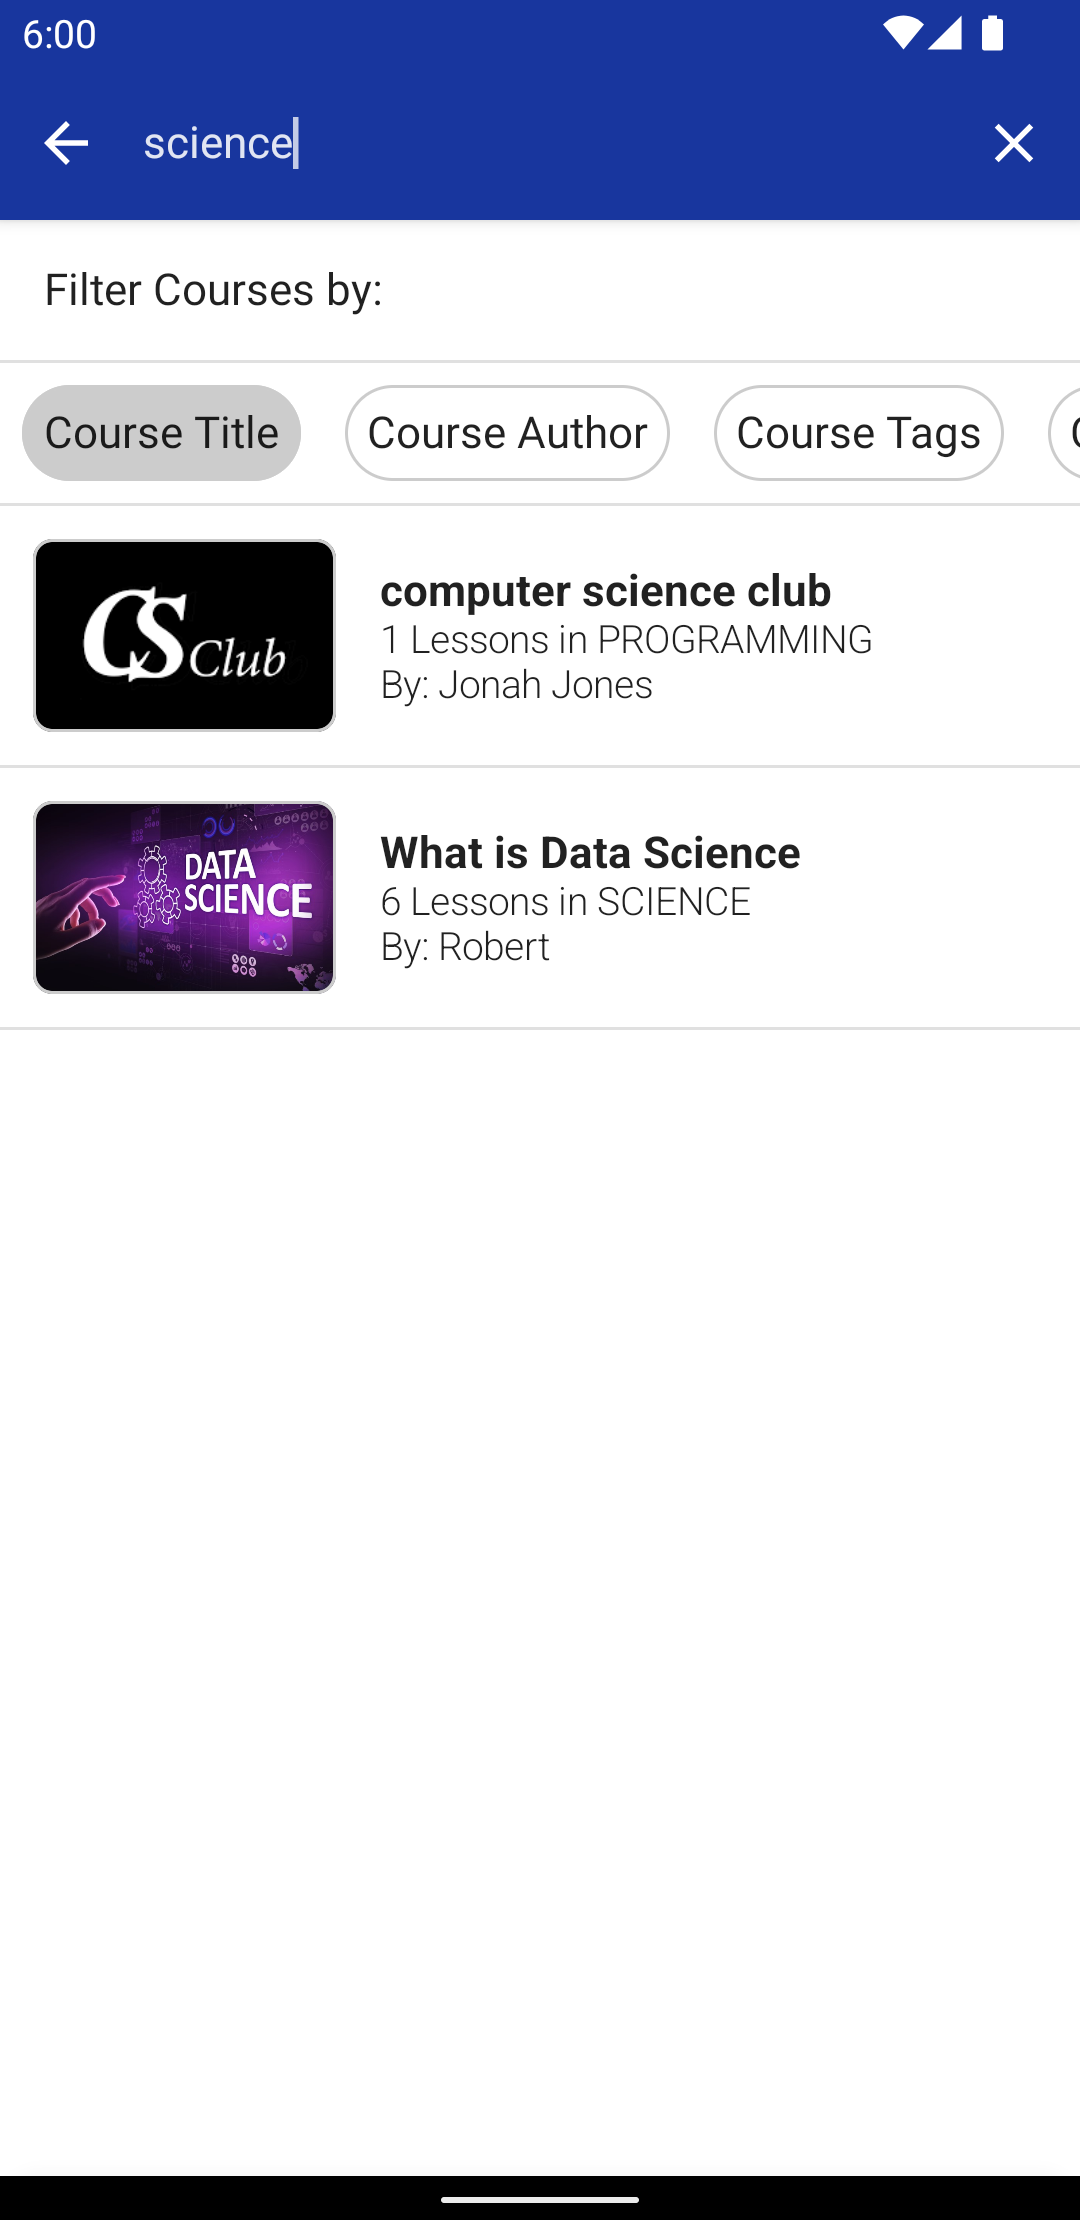 6:00
science
Filter Courses by:
Course Title
Course Author
Course Tags
CS Club
computer science club
1 Lessons in PROGRAMMING
By: Jonah Jones
DATA
SCIENCE
What is Data Science
6 Lessons in SCIENCE
By: Robert